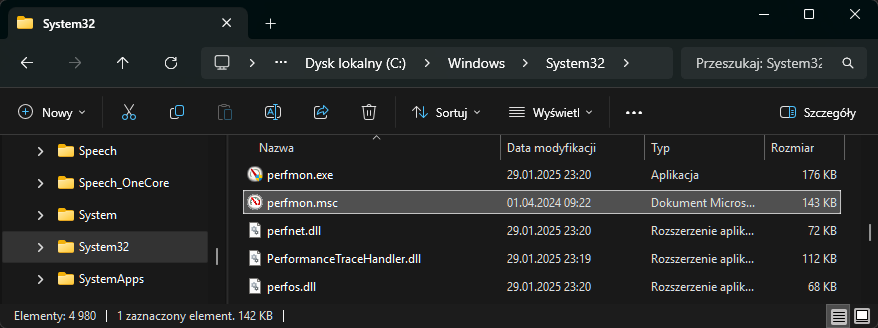 System32
Dysk lokalny (C:) Windows System32 Przeszukaj: System32
Nowy Sortuj Wyświetl Szczegóły
Nazwa Data modyfikacji Typ Rozmiar
Speech
Speech_OneCore
System
System32
SystemApps
perfmon.exe 29.01.2025 23:20 Aplikacja 176 KB
perfmon.msc 01.04.2024 09:22 Dokument Micros... 143 KB
perfnet.dll 29.01.2025 23:20 Rozszerzenie aplik... 72 KB
PerformanceTraceHandler.dll 29.01.2025 23:19 Rozszerzenie aplik... 112 KB
perfos.dll 29.01.2025 23:20 Rozszerzenie aplik... 68 KB
Elementy: 4 980 1 zaznaczony element. 142 KB